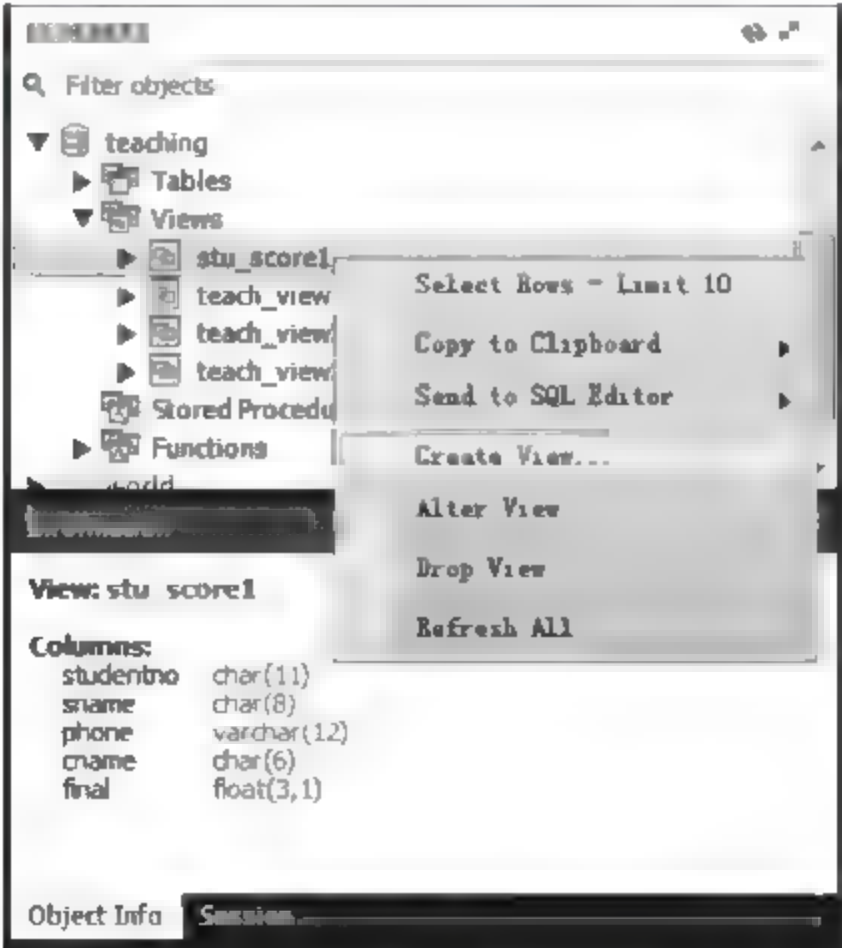 Filter objects
teaching
Tables
Views
stu_score1
teach_view
teach_view
teach_view
Stored Procedu
Functions
Select Rows - Limit 10
Copy to Clipboard
Send to SQL Editor
Create View...
Alter View
Drop View
Refresh All
View: stu_score1
Columns:
studentno char(11)
sname char(8)
phone varchar(12)
cname char(6)
final float(3,1)
Object Info Session